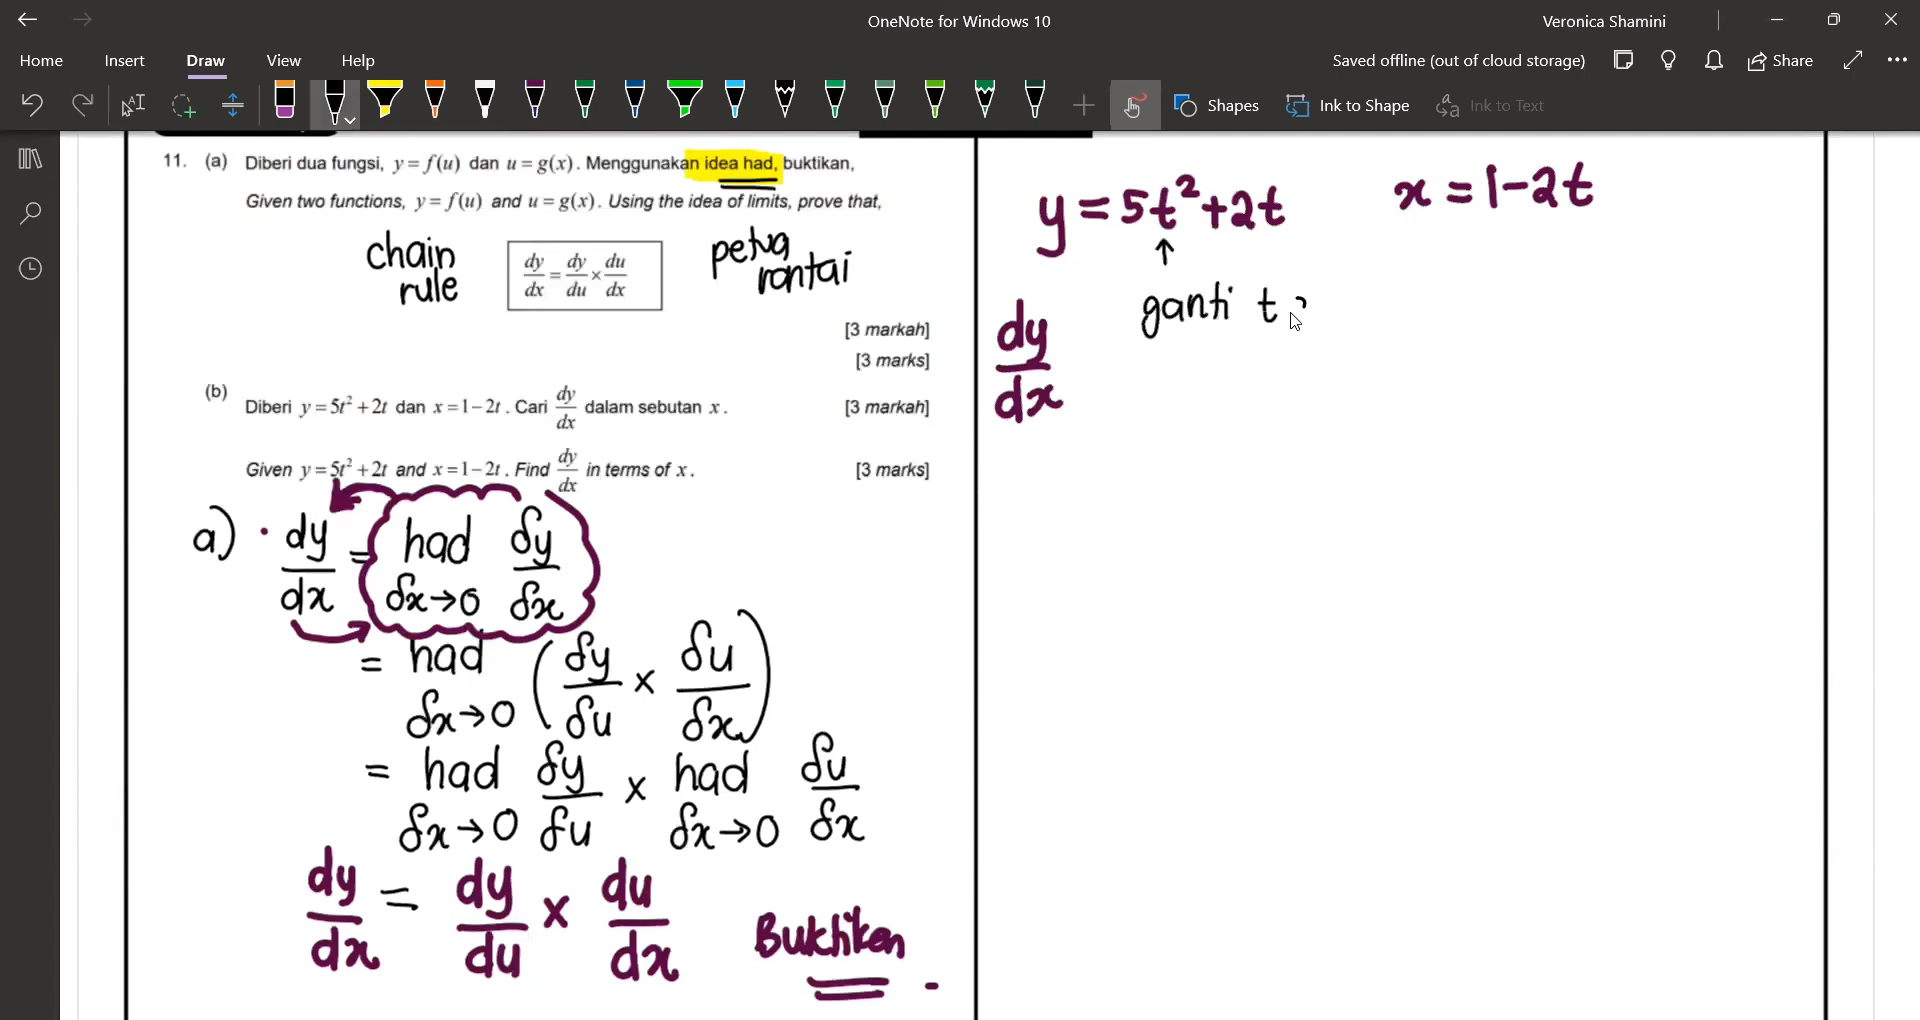 OneNote for Windows 10
Veronica Shamini
Home Insert Draw View Help
Saved offline (out of cloud storage) Share
Shapes Ink to Shape Ink to Text
11. (a) Diberi dua fungsi, y = f(u) dan u = g(x). Menggunakan idea had, buktikan,
Given two functions, y = f(u) and u = g(x). Using the idea of limits, prove that,
chain rule
dy/dx = dy/du × du/dx
petua rantai
[3 markah]
[3 marks]
(b) Diberi y = 5t² + 2t dan x = 1 − 2t. Cari dy/dx dalam sebutan x. [3 markah]
Given y = 5t² + 2t and x = 1 − 2t. Find dy/dx in terms of x. [3 marks]
a) · dy/dx = had δx→0 δy/δx
= had δx→0 (δy/δu × δu/δx)
= had δx→0 δy/δu × had δx→0 δu/δx
dy/dx = dy/du × du/dx Buktikan
y = 5t² + 2t x = 1 − 2t
↑
ganti t
dy/dx